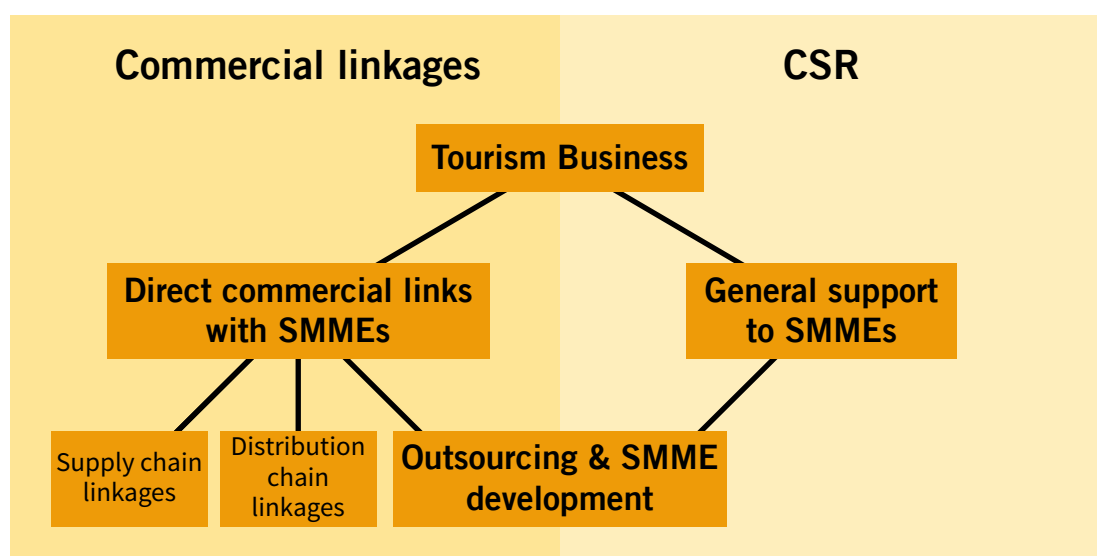 Commercial linkages
CSR
Tourism Business
Direct commercial links
with SMMEs
General support
to SMMEs
Supply chain
linkages
Distribution
chain
linkages
Outsourcing & SMME
development